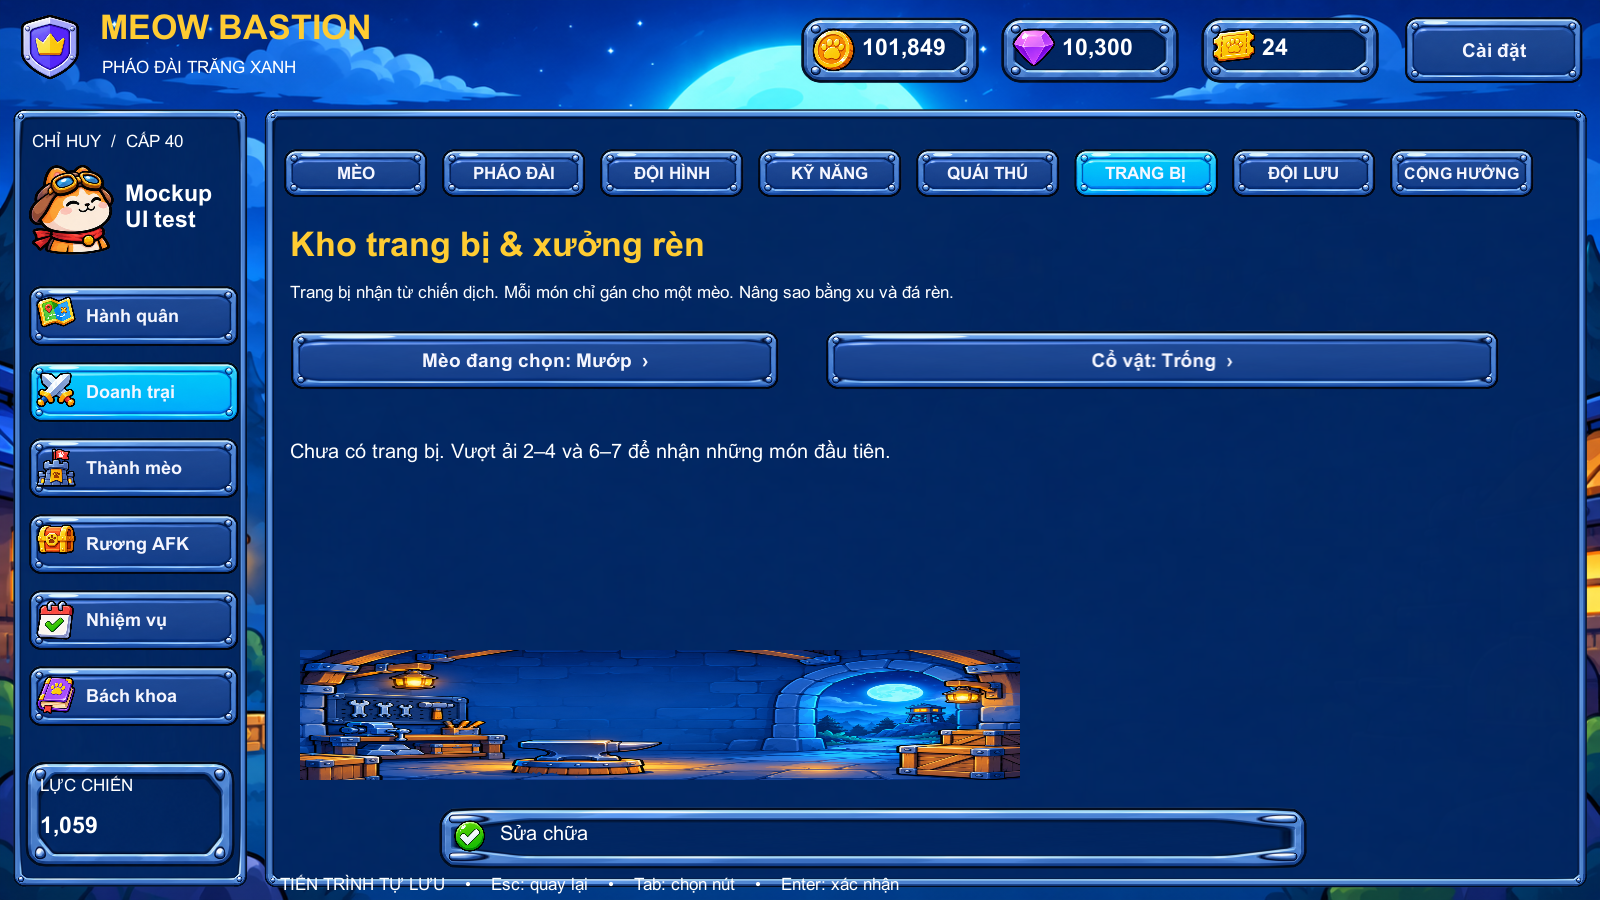 MEOW BASTION
PHÁO ĐÀI TRĂNG XANH
101,849
10,300
24
Cài đặt
CHỈ HUY / CẤP 40
Mockup
UI test
Hành quân
Doanh trại
Thành mèo
Rương AFK
Nhiệm vụ
Bách khoa
LỰC CHIẾN
1,059
MÈO
PHÁO ĐÀI
ĐỘI HÌNH
KỸ NĂNG
QUÁI THÚ
TRANG BỊ
ĐỘI LƯU
CỘNG HƯỞNG
Kho trang bị & xưởng rèn
Trang bị nhận từ chiến dịch. Mỗi món chỉ gán cho một mèo. Nâng sao bằng xu và đá rèn.
Mèo đang chọn: Mướp ›
Cổ vật: Trống ›
Chưa có trang bị. Vượt ải 2–4 và 6–7 để nhận những món đầu tiên.
Sửa chữa
TIẾN TRÌNH TỰ LƯU • Esc: quay lại • Tab: chọn nút • Enter: xác nhận